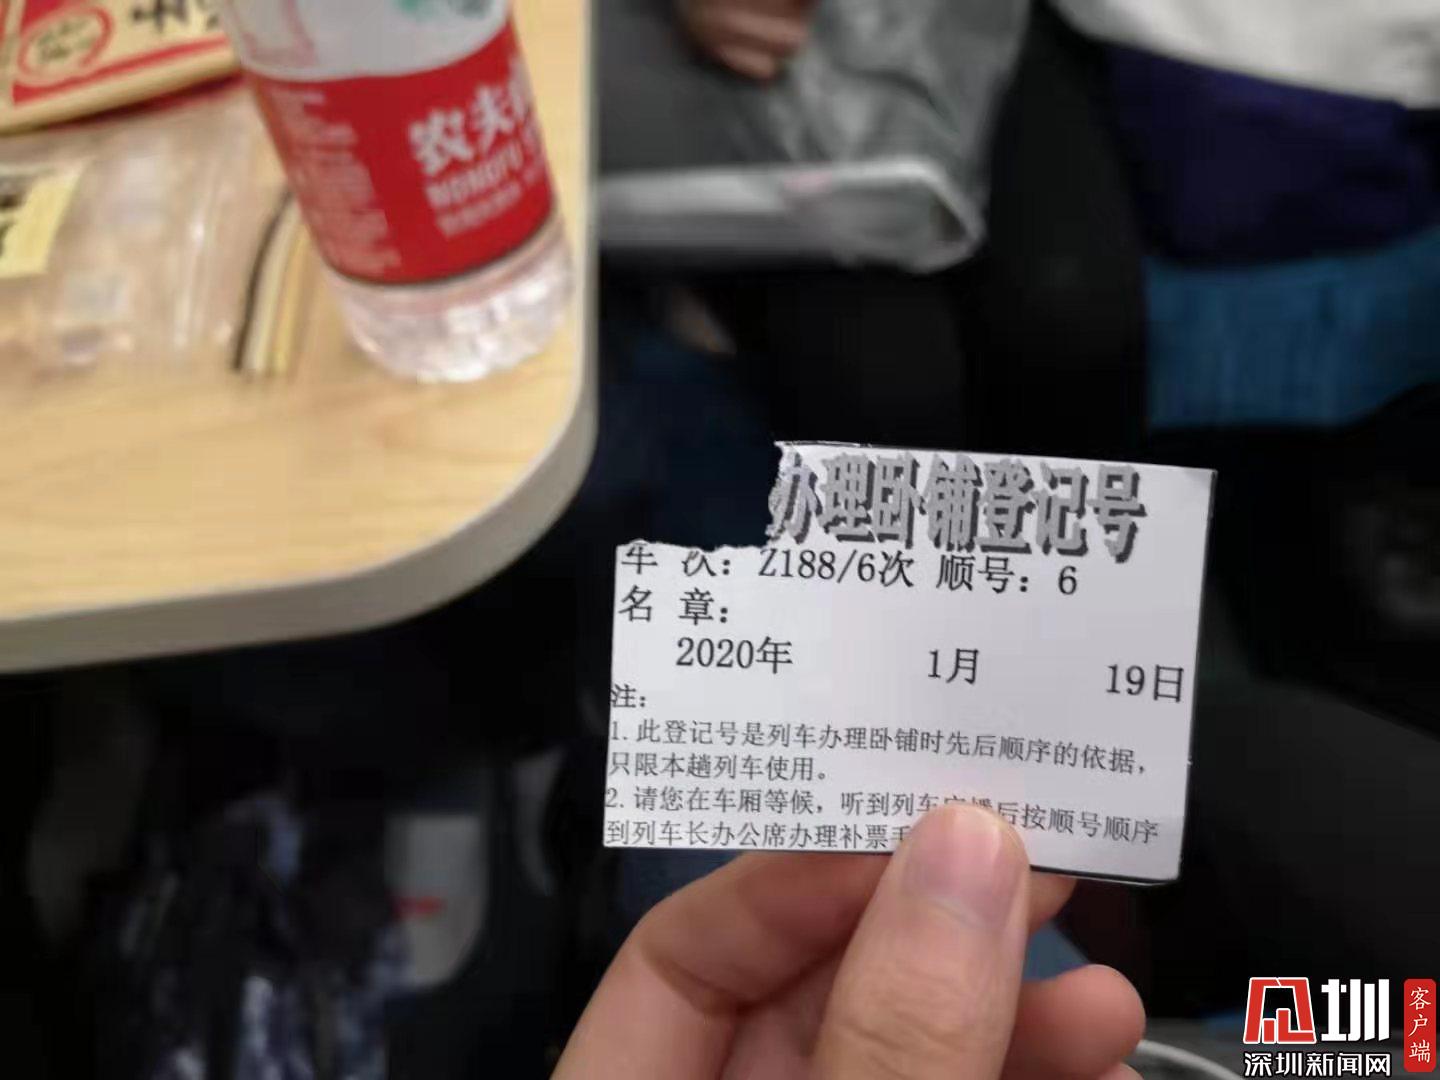 农夫
NONGFU
办理卧铺登记号
车 次：Z188/6次 顺号：6
名 章：
2020年 1月 19日
注：
1. 此登记号是列车办理卧铺时先后顺序的依据，
只限本趟列车使用。
2. 请您在车厢等候，听到列车广播后按顺号顺序
到列车长办公席办理补票手
圳
客户端
深圳新闻网